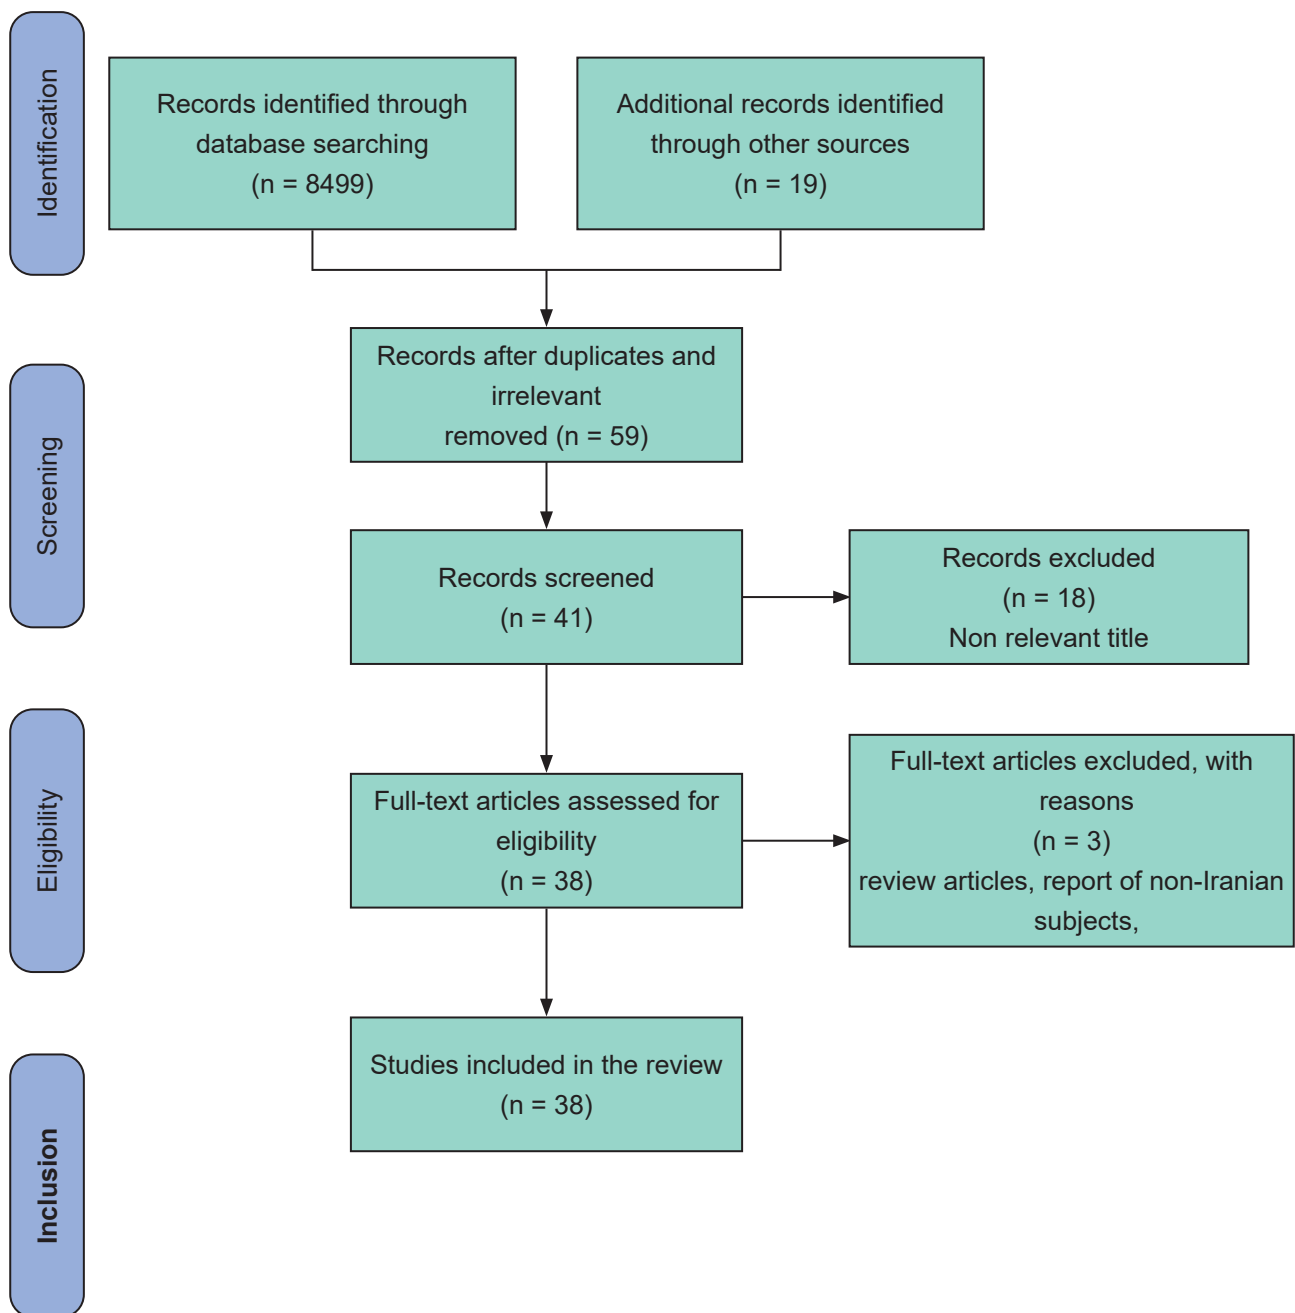 Identification
Records identified through
database searching
(n = 8499)
Additional records identified
through other sources
(n = 19)
Screening
Records after duplicates and
irrelevant
removed (n = 59)
Records screened
(n = 41)
Records excluded
(n = 18)
Non relevant title
Eligibility
Full-text articles assessed for
eligibility
(n = 38)
Full-text articles excluded, with
reasons
(n = 3)
review articles, report of non-Iranian
subjects,
Inclusion
Studies included in the review
(n = 38)